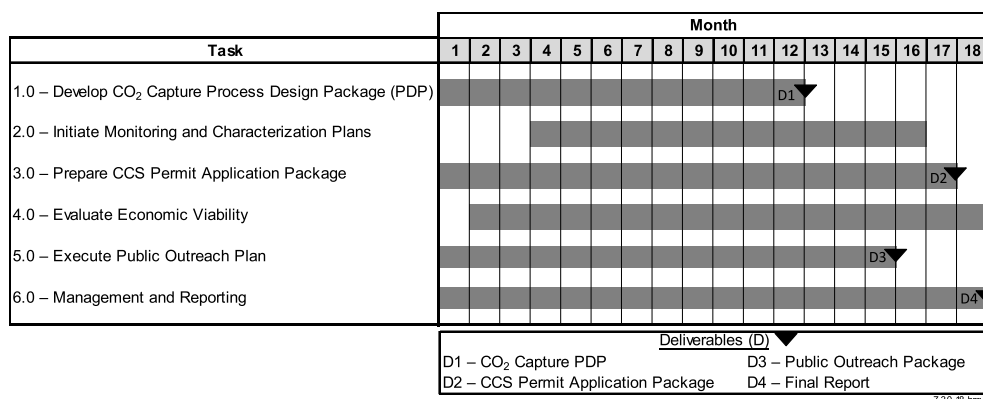 Month
Task
1 2 3 4 5 6 7 8 9 10 11 12 13 14 15 16 17 18
1.0 – Develop CO₂ Capture Process Design Package (PDP)
D1
2.0 – Initiate Monitoring and Characterization Plans
3.0 – Prepare CCS Permit Application Package
D2
4.0 – Evaluate Economic Viability
5.0 – Execute Public Outreach Plan
D3
6.0 – Management and Reporting
D4
Deliverables (D)
D1 – CO₂ Capture PDP
D3 – Public Outreach Package
D2 – CCS Permit Application Package
D4 – Final Report